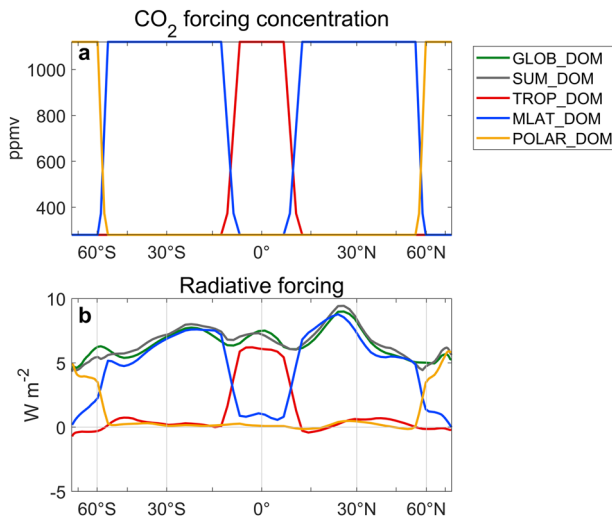 CO2 forcing concentration
a
ppmv
1000
800
600
400
60°S 30°S 0° 30°N 60°N
GLOB_DOM
SUM_DOM
TROP_DOM
MLAT_DOM
POLAR_DOM
Radiative forcing
b
W m-2
10
5
0
-5
60°S 30°S 0° 30°N 60°N